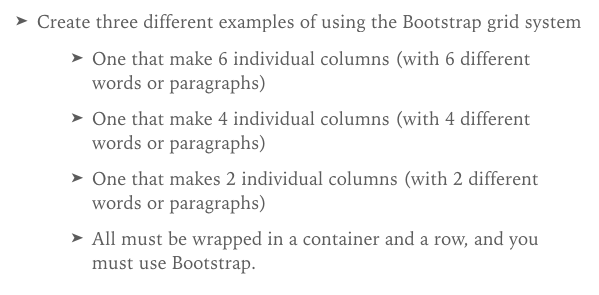 ➤ Create three different examples of using the Bootstrap grid system
➤ One that make 6 individual columns (with 6 different
words or paragraphs)
➤ One that make 4 individual columns (with 4 different
words or paragraphs)
➤ One that makes 2 individual columns (with 2 different
words or paragraphs)
➤ All must be wrapped in a container and a row, and you
must use Bootstrap.